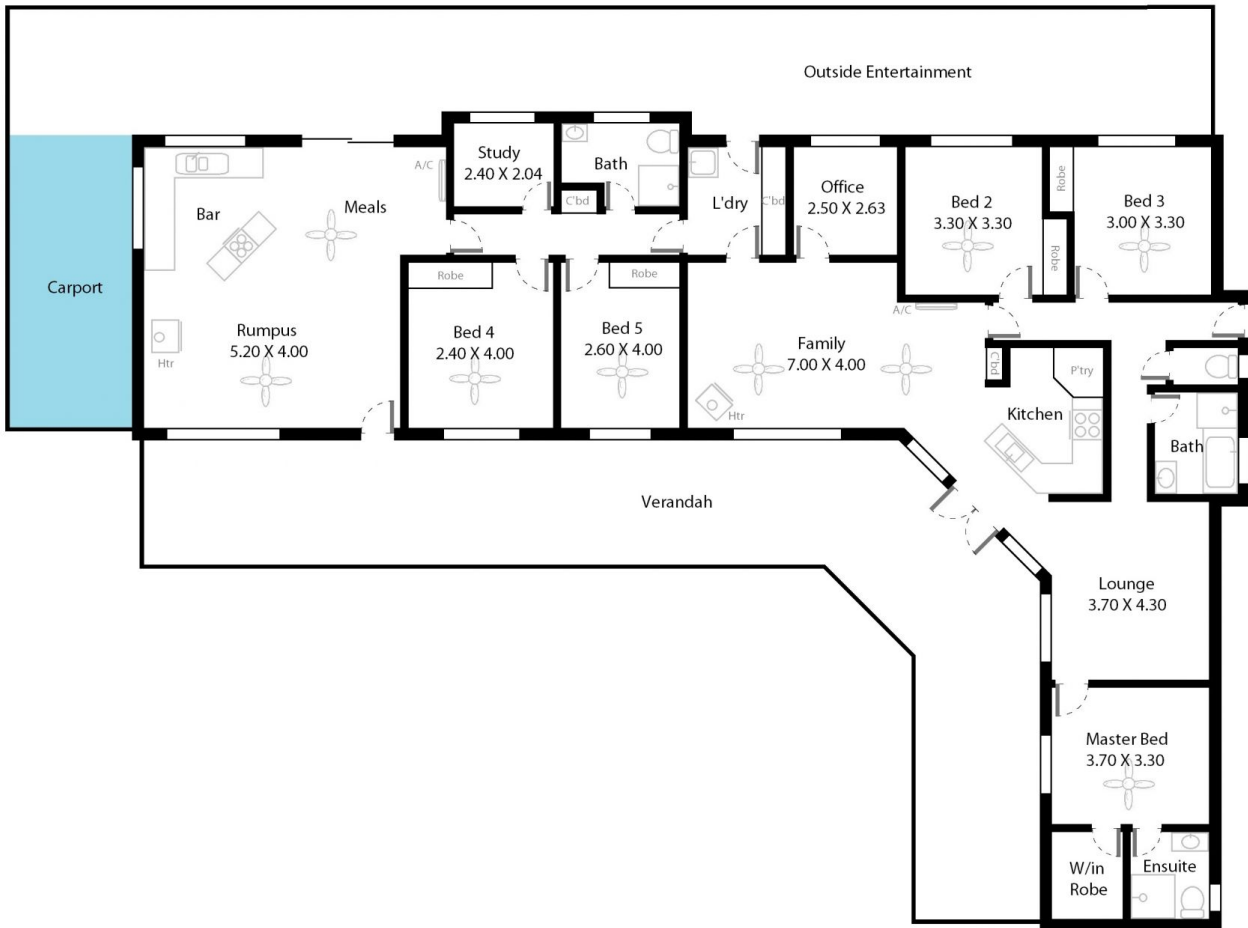 Outside Entertainment
Study
2.40 X 2.04
Bath
A/C
C'bd
L'dry
C'bd
Office
2.50 X 2.63
Bed 2
3.30 X 3.30
Robe
Robe
Bed 3
3.00 X 3.30
Bar
Meals
Carport
Rumpus
5.20 X 4.00
Htr
Robe
Bed 4
2.40 X 4.00
Robe
Bed 5
2.60 X 4.00
A/C
Family
7.00 X 4.00
Htr
C'bd
P'try
Kitchen
Bath
Verandah
Lounge
3.70 X 4.30
Master Bed
3.70 X 3.30
W/in
Robe
Ensuite